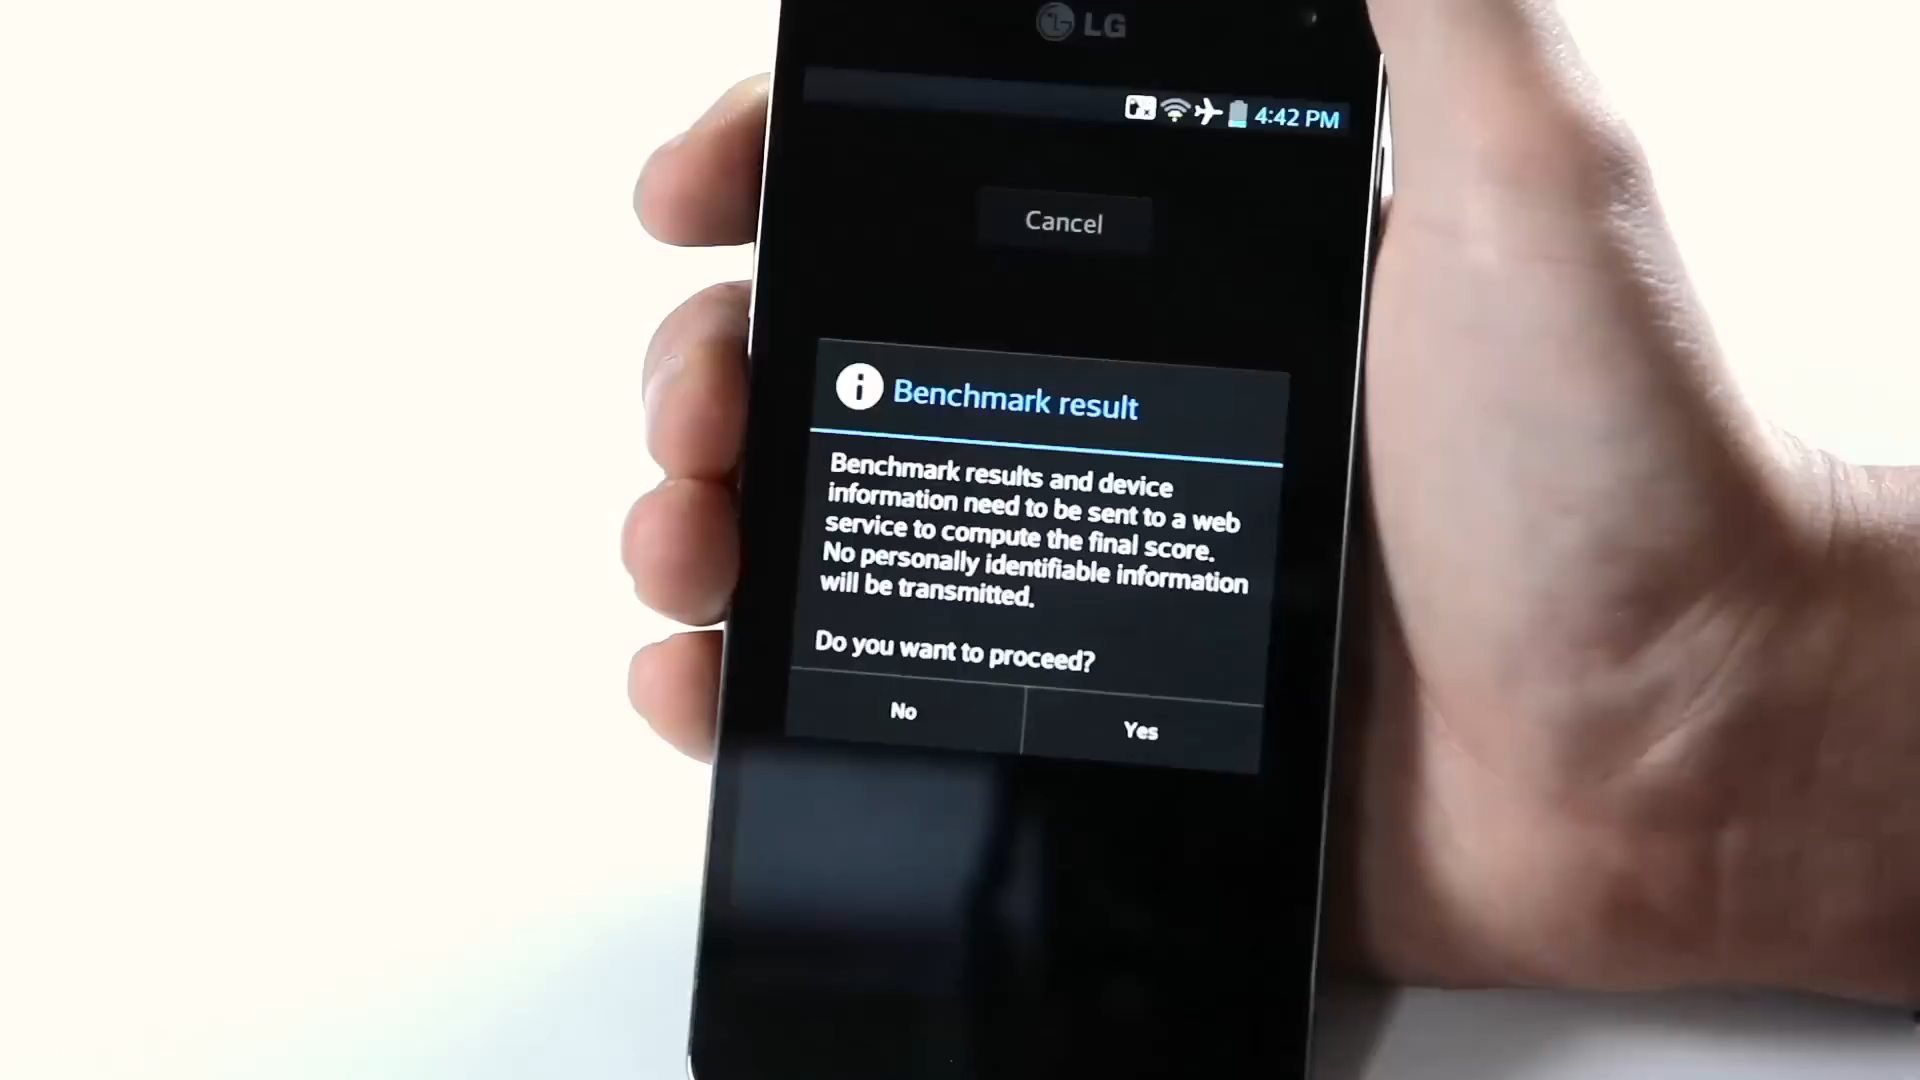 LG
4:42 PM
Cancel
Benchmark result
Benchmark results and device
information need to be sent to a web
service to compute the final score.
No personally identifiable information
will be transmitted.
Do you want to proceed?
No
Yes